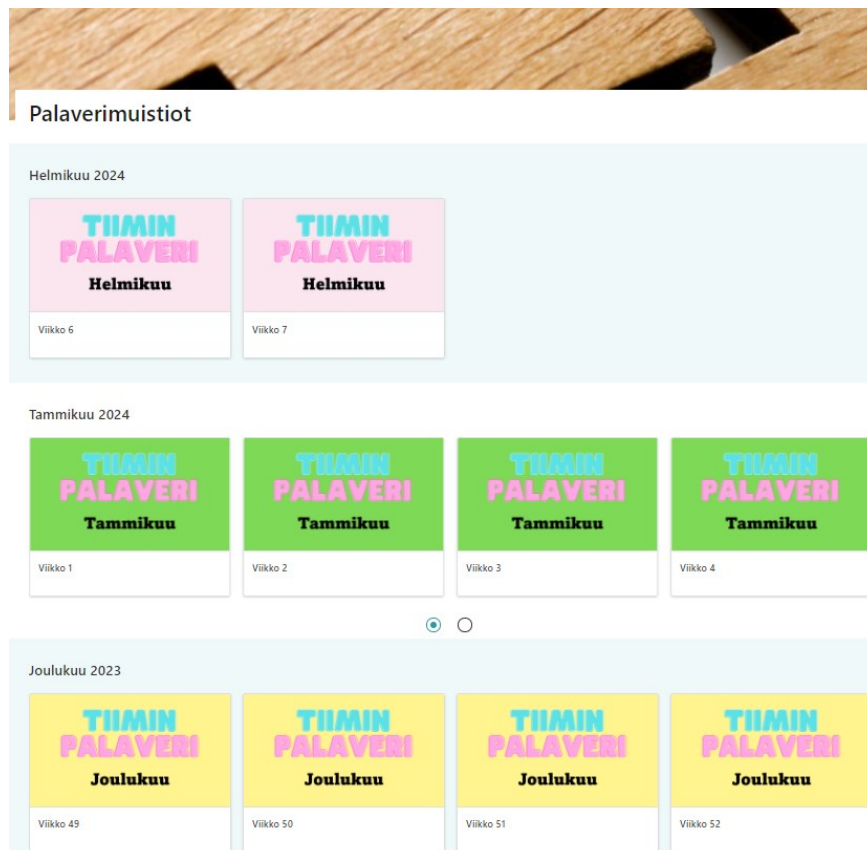 Palaverimuistiot
Helmikuu 2024
TIIMIN
PALAVERI
Helmikuu
Viikko 6
TIIMIN
PALAVERI
Helmikuu
Viikko 7
Tammikuu 2024
TIIMIN
PALAVERI
Tammikuu
Viikko 1
TIIMIN
PALAVERI
Tammikuu
Viikko 2
TIIMIN
PALAVERI
Tammikuu
Viikko 3
TIIMIN
PALAVERI
Tammikuu
Viikko 4
Joulukuu 2023
TIIMIN
PALAVERI
Joulukuu
Viikko 49
TIIMIN
PALAVERI
Joulukuu
Viikko 50
TIIMIN
PALAVERI
Joulukuu
Viikko 51
TIIMIN
PALAVERI
Joulukuu
Viikko 52